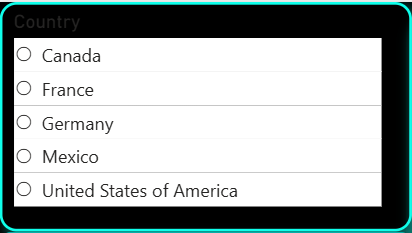 Country
Canada
France
Germany
Mexico
United States of America